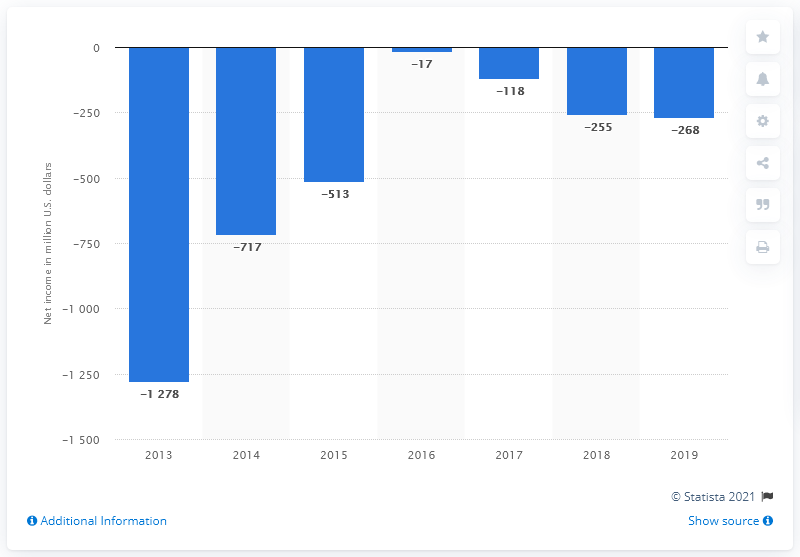 Net income in million U.S. dollars
0
−250
−500
−750
−1 000
−1 250
−1 500
−1 278
−717
−513
−17
−118
−255
−268
2013 2014 2015 2016 2017 2018 2019
© Statista 2021
Additional Information
Show source